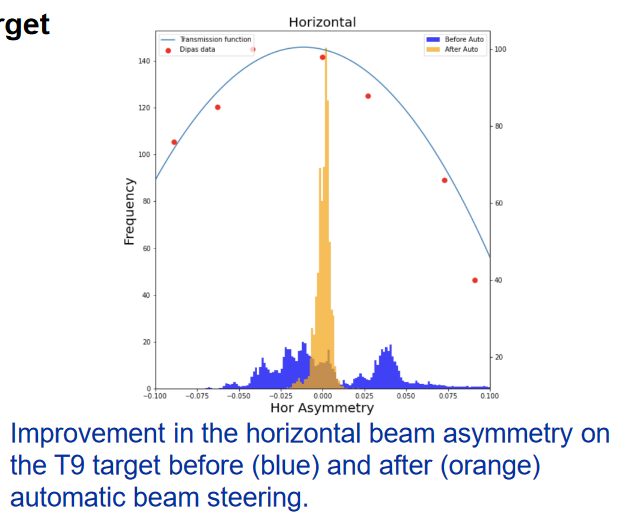 rget
Horizontal
Transmission function
Dipas data
Before Auto
After Auto
Frequency
140
120
100
80
60
40
20
0
100
80
60
40
20
−0.100 −0.075 −0.050 −0.025 0.000 0.025 0.050 0.075 0.100
Hor Asymmetry
Improvement in the horizontal beam asymmetry on
the T9 target before (blue) and after (orange)
automatic beam steering.